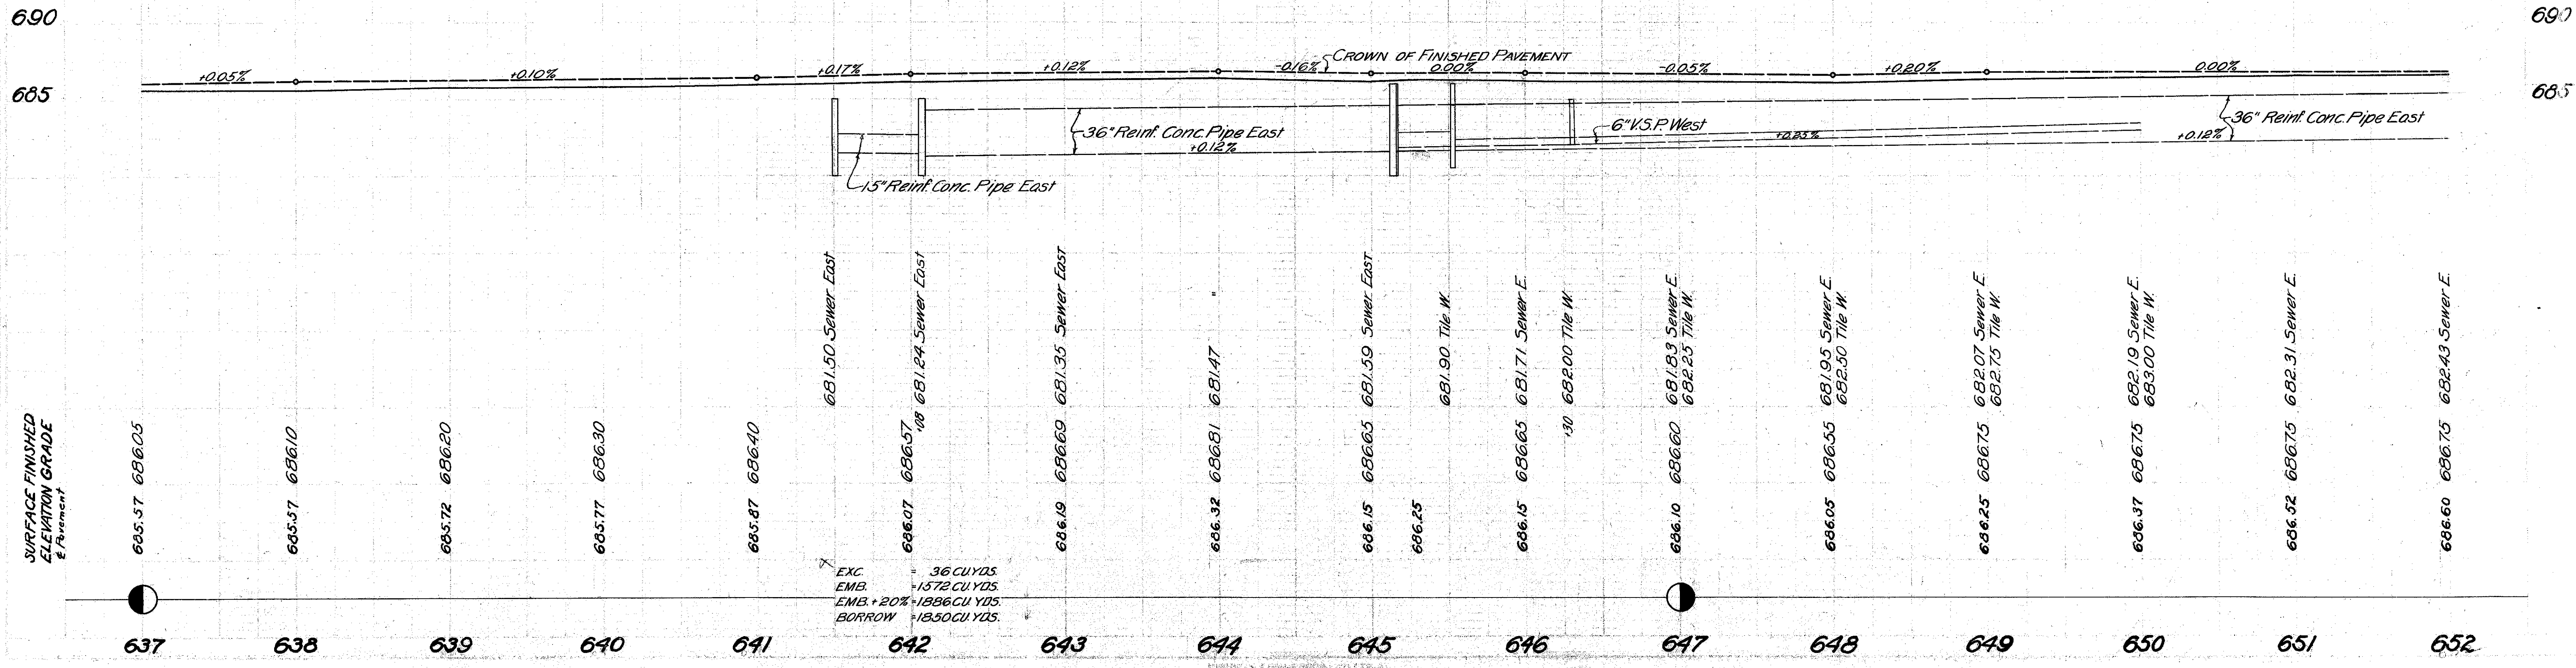 690
690
CROWN OF FINISHED PAVEMENT
+0.05%
+0.10%
+0.17%
+0.12%
-0.16%
0.00%
-0.05%
+0.20%
0.00%
685
685
36" Reinf. Conc. Pipe East
+0.12%
6" V.S.P. West
+0.25%
+0.12%
36" Reinf. Conc. Pipe East
15" Reinf. Conc. Pipe East
681.50 Sewer East
+08 681.24 Sewer East
681.35 Sewer East
681.47 "
681.59 Sewer East
681.90 Tile W.
681.71 Sewer E.
+30 682.00 Tile W.
681.83 Sewer E.
682.25 Tile W.
681.95 Sewer E.
682.50 Tile W.
682.07 Sewer E.
682.75 Tile W.
682.19 Sewer E.
683.00 Tile W.
682.31 Sewer E.
682.43 Sewer E.
SURFACE FINISHED
ELEVATION GRADE
℄ Pavement
685.57 686.05
685.57 686.10
685.72 686.20
685.77 686.30
685.87 686.40
686.07 686.57
686.19 686.69
686.32 686.81
686.15 686.65
686.25
686.15 686.65
686.10 686.60
686.05 686.55
686.25 686.75
686.37 686.75
686.52 686.75
686.60 686.75
EXC. = 36 CU.YDS.
EMB. =1572 CU.YDS.
EMB.+20%=1886 CU.YDS.
BORROW =1850 CU.YDS.
637 638 639 640 641 642 643 644 645 646 647 648 649 650 651 652